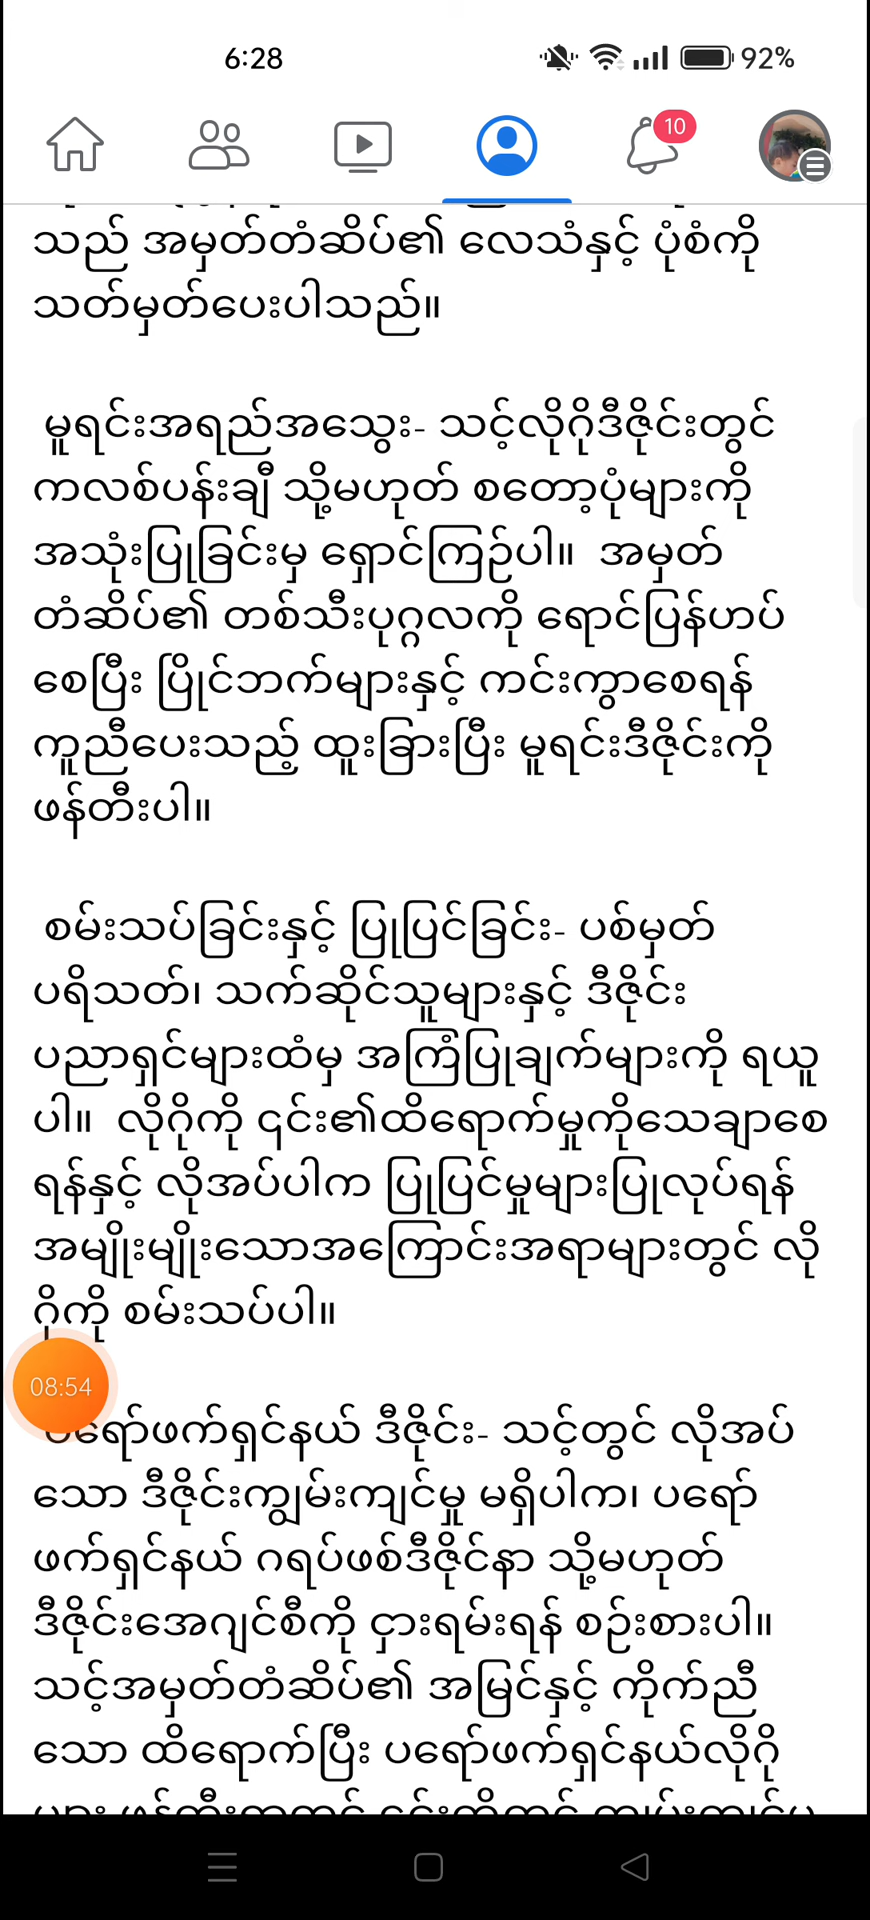 6:28
92%
10
သည် အမှတ်တံဆိပ်၏ လေသံနှင့် ပုံစံကို
သတ်မှတ်ပေးပါသည်။
မူရင်းအရည်အသွေး- သင့်လိုဂိုဒီဇိုင်းတွင်
ကလစ်ပန်းချီ သို့မဟုတ် စတော့ပုံများကို
အသုံးပြုခြင်းမှ ရှောင်ကြဉ်ပါ။ အမှတ်
တံဆိပ်၏ တစ်သီးပုဂ္ဂလကို ရောင်ပြန်ဟပ်
စေပြီး ပြိုင်ဘက်များနှင့် ကင်းကွာစေရန်
ကူညီပေးသည့် ထူးခြားပြီး မူရင်းဒီဇိုင်းကို
ဖန်တီးပါ။
စမ်းသပ်ခြင်းနှင့် ပြုပြင်ခြင်း- ပစ်မှတ်
ပရိသတ်၊ သက်ဆိုင်သူများနှင့် ဒီဇိုင်း
ပညာရှင်များထံမှ အကြံပြုချက်များကို ရယူ
ပါ။ လိုဂိုကို ၎င်း၏ထိရောက်မှုကိုသေချာစေ
ရန်နှင့် လိုအပ်ပါက ပြုပြင်မှုများပြုလုပ်ရန်
အမျိုးမျိုးသောအကြောင်းအရာများတွင် လို
ဂိုကို စမ်းသပ်ပါ။
08:54
ပရော်ဖက်ရှင်နယ် ဒီဇိုင်း- သင့်တွင် လိုအပ်
သော ဒီဇိုင်းကျွမ်းကျင်မှု မရှိပါက၊ ပရော်
ဖက်ရှင်နယ် ဂရပ်ဖစ်ဒီဇိုင်နာ သို့မဟုတ်
ဒီဇိုင်းအေဂျင်စီကို ငှားရမ်းရန် စဉ်းစားပါ။
သင့်အမှတ်တံဆိပ်၏ အမြင်နှင့် ကိုက်ညီ
သော ထိရောက်ပြီး ပရော်ဖက်ရှင်နယ်လိုဂို